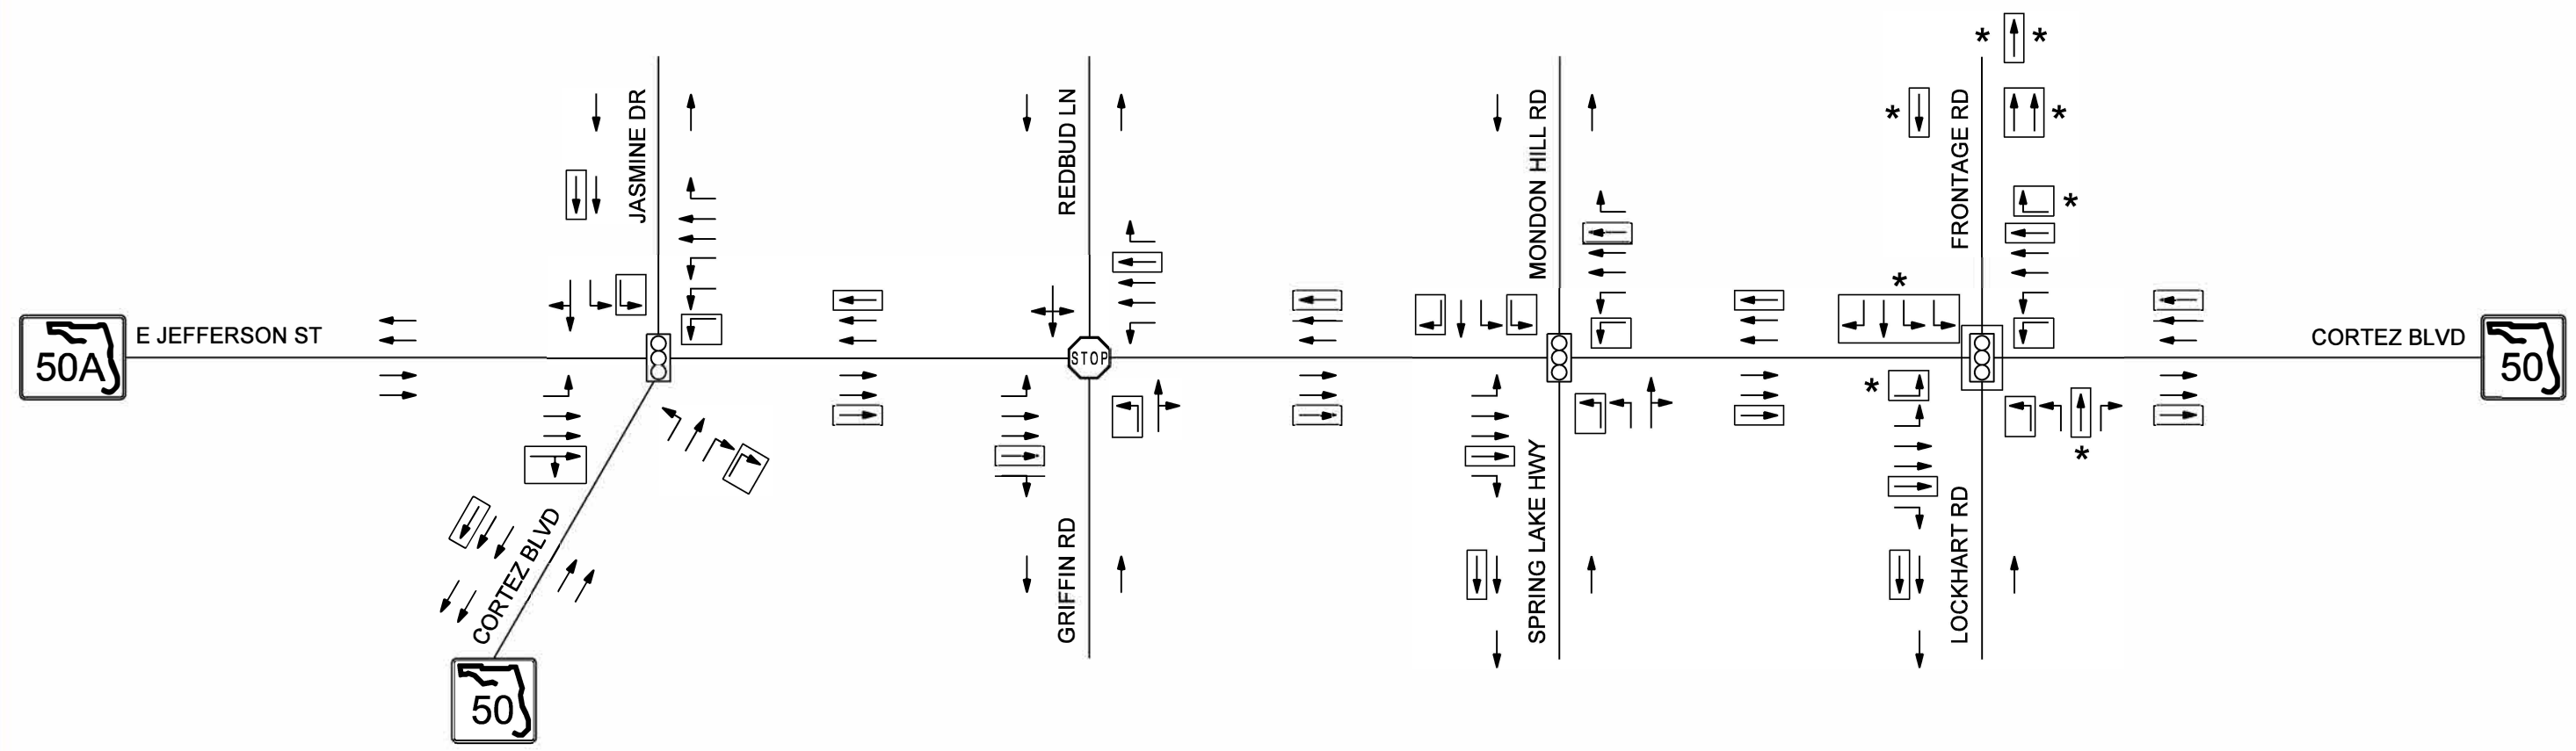 *
*
JASMINE DR
REDBUD LN
MONDON HILL RD
FRONTAGE RD
*
*
*
*
50A
E JEFFERSON ST
STOP
CORTEZ BLVD
50
*
*
CORTEZ BLVD
GRIFFIN RD
SPRING LAKE HWY
LOCKHART RD
50